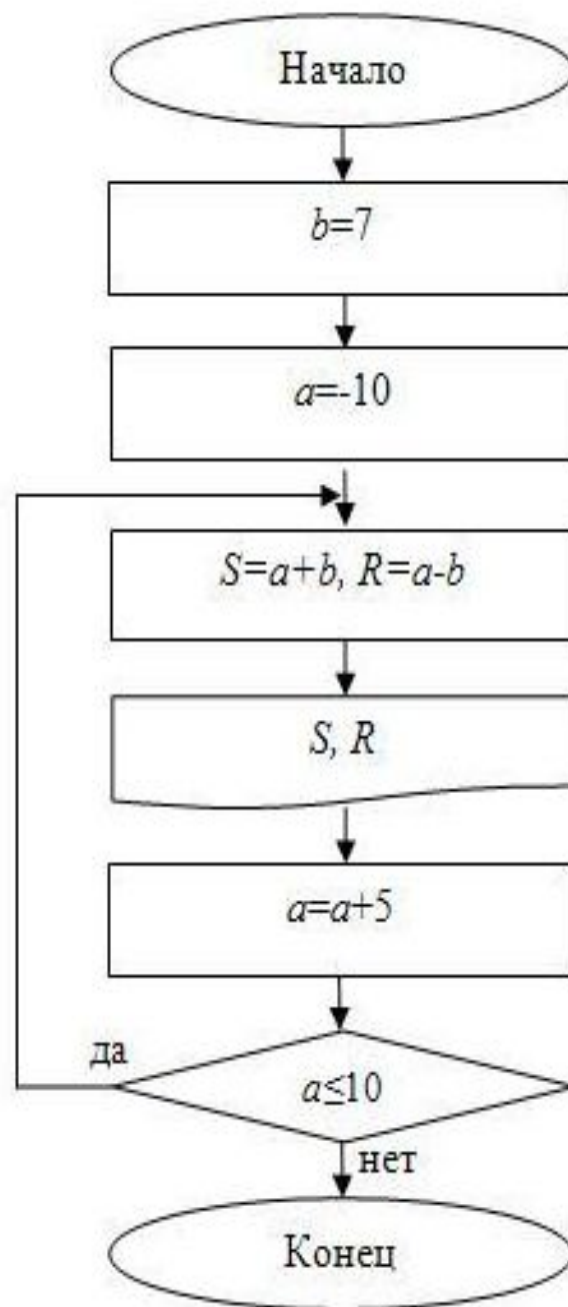 Начало
b=7
a=-10
S=a+b, R=a-b
S, R
a=a+5
да
a≤10
нет
Конец